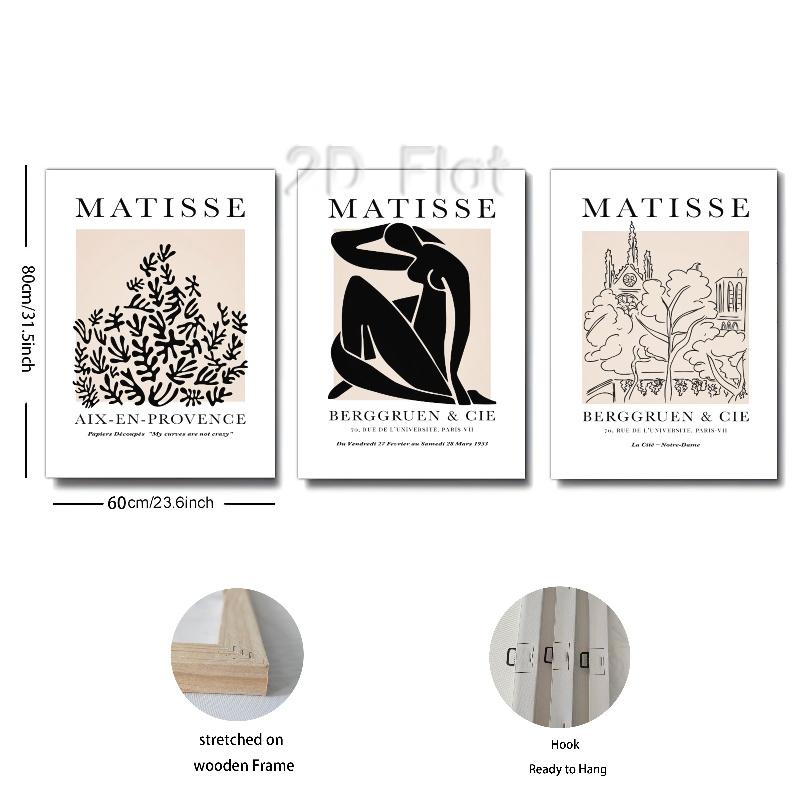 2D Flat
80cm/31.5inch
MATISSE
AIX-EN-PROVENCE
Papiers Découpés "My curves are not crazy"
MATISSE
BERGGRUEN & CIE
70, RUE DE L'UNIVERSITE, PARIS-VII
Du Vendredi 27 Fevrier au Samedi 28 Mars 1953
MATISSE
BERGGRUEN & CIE
70, RUE DE L'UNIVERSITE, PARIS-VII
La Cité - Notre-Dame
60cm/23.6inch
stretched on
wooden Frame
Hook
Ready to Hang